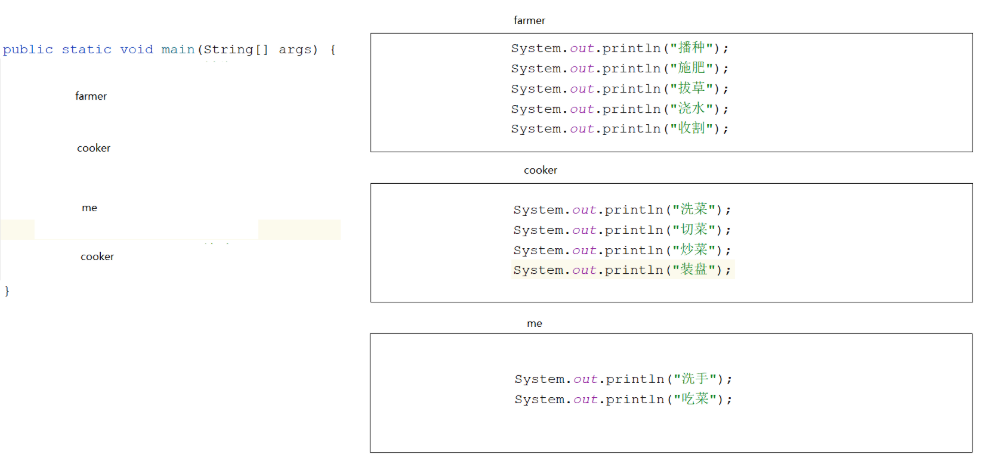 public static void main(String[] args) {
farmer
cooker
me
cooker
}
farmer
System.out.println("播种");
System.out.println("施肥");
System.out.println("拔草");
System.out.println("浇水");
System.out.println("收割");
cooker
System.out.println("洗菜");
System.out.println("切菜");
System.out.println("炒菜");
System.out.println("装盘");
me
System.out.println("洗手");
System.out.println("吃菜");